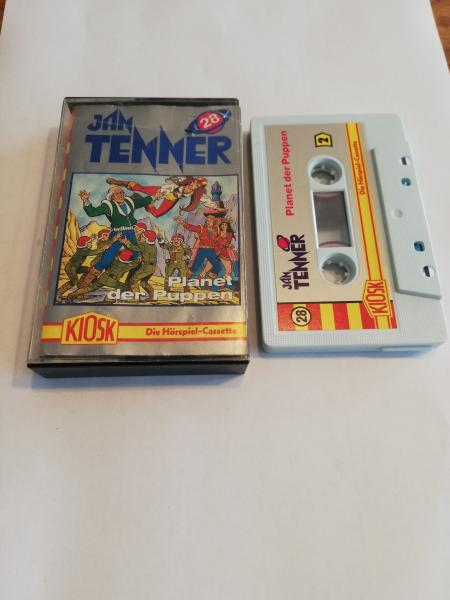 JAN
28
TENNER
Planet
der Puppen
KIOSK
Die Hörspiel-Cassette
28
JAN
TENNER
Planet der Puppen
2
KIOSK
Die Hörspiel-Cassette